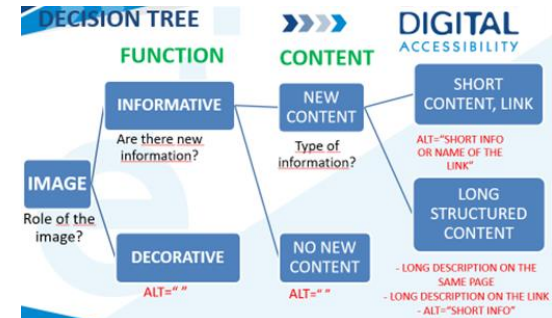 DECISION TREE
DIGITAL
ACCESSIBILITY
FUNCTION
CONTENT
IMAGE
Role of the
image?
INFORMATIVE
Are there new
information?
DECORATIVE
ALT=“ ”
NEW
CONTENT
Type of
information?
NO NEW
CONTENT
ALT=“ ”
SHORT
CONTENT, LINK
ALT=“SHORT INFO
OR NAME OF THE
LINK”
LONG
STRUCTURED
CONTENT
- LONG DESCRIPTION ON THE
SAME PAGE
- LONG DESCRIPTION ON THE LINK
- ALT=“SHORT INFO”